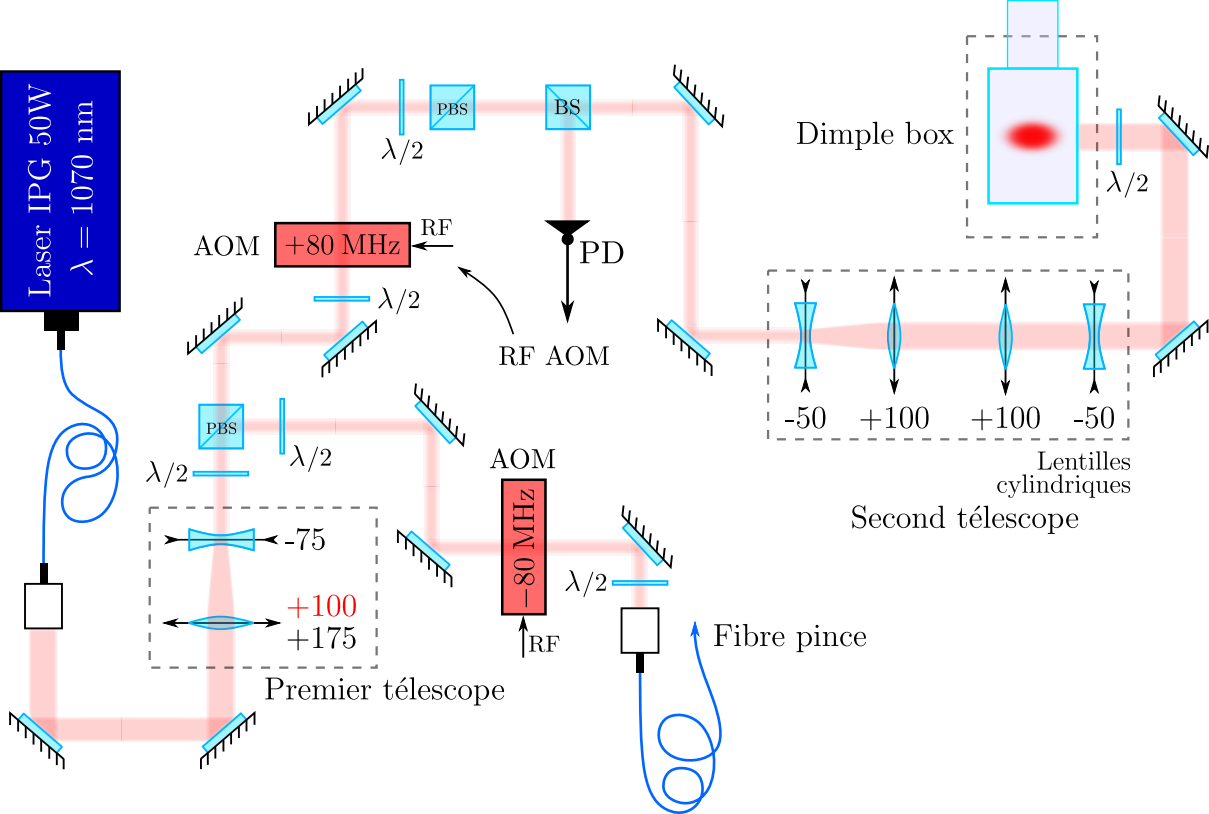 Laser IPG 50W
λ = 1070 nm
PBS
BS
λ/2
Dimple box
λ/2
AOM
+80 MHz
RF
PD
λ/2
RF AOM
-50
+100
+100
-50
Lentilles
cylindriques
Second télescope
PBS
λ/2
λ/2
AOM
−80 MHz
RF
-75
+100
+175
Premier télescope
λ/2
Fibre pince